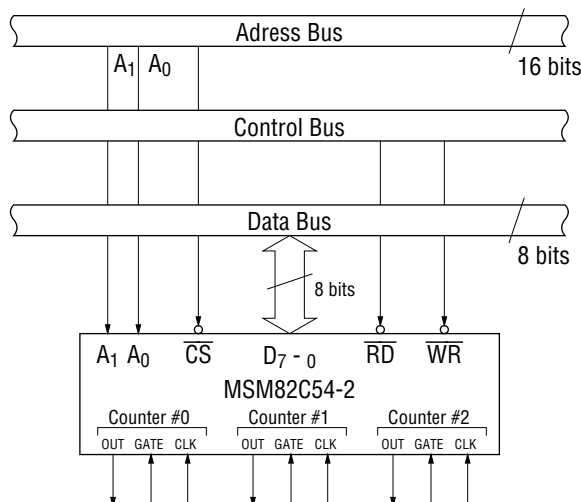 Adress Bus
A1 A0
16 bits
Control Bus
Data Bus
8 bits
8 bits
A1 A0 CS D7 - 0 RD WR
MSM82C54-2
Counter #0 Counter #1 Counter #2
OUT GATE CLK OUT GATE CLK OUT GATE CLK